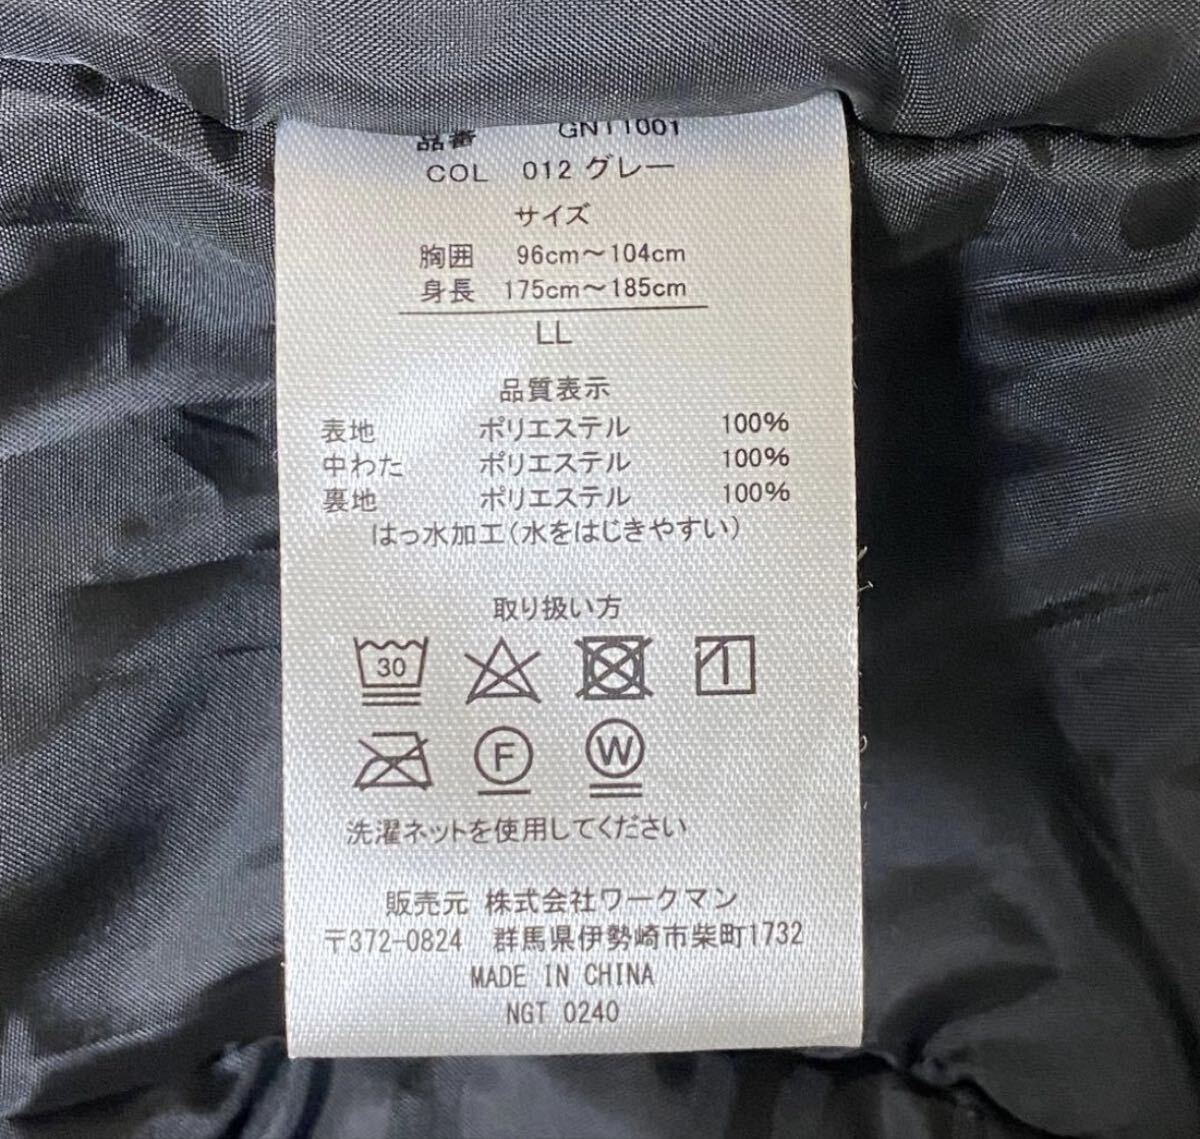 品番 GN11001
COL 012 グレー
サイズ
胸囲 96cm～104cm
身長 175cm～185cm
LL
品質表示
表地 ポリエステル 100%
中わた ポリエステル 100%
裏地 ポリエステル 100%
はっ水加工(水をはじきやすい)
取り扱い方
30
F W
洗濯ネットを使用してください
販売元 株式会社ワークマン
〒372-0824 群馬県伊勢崎市柴町1732
MADE IN CHINA
NGT 0240